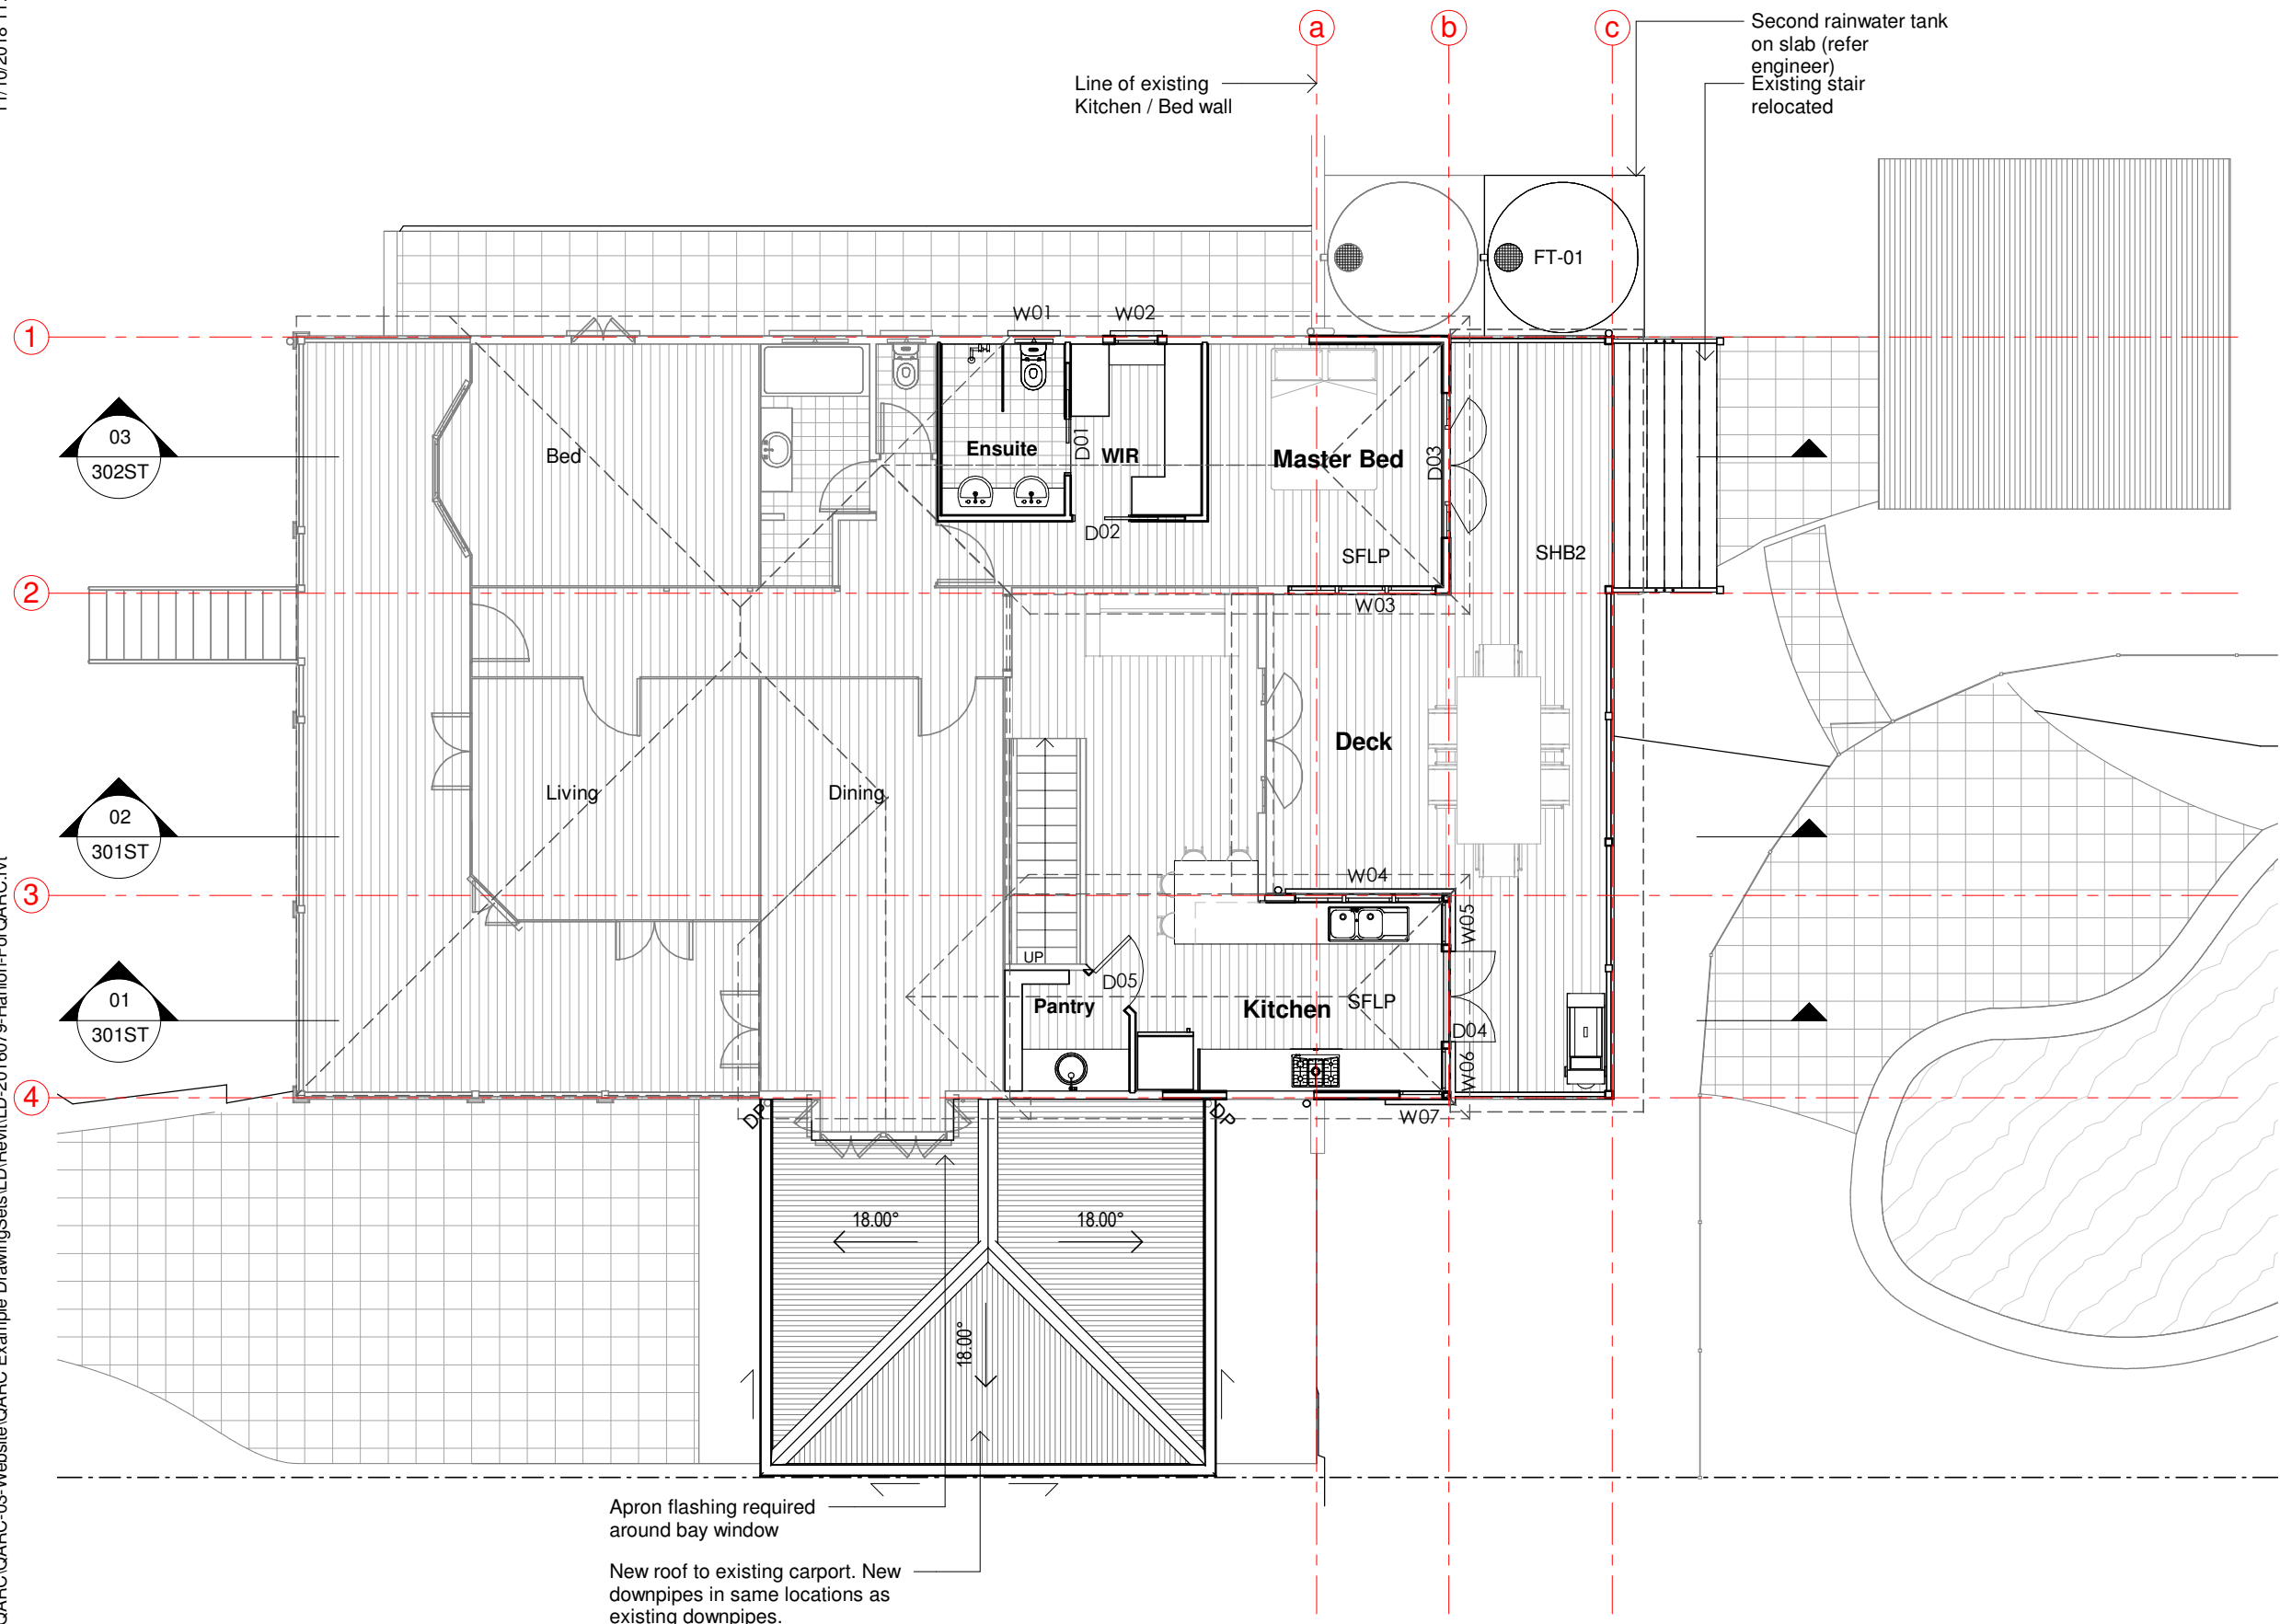 a
b
c
Second rainwater tank
on slab (refer
engineer)
Existing stair
relocated
Line of existing
Kitchen / Bed wall
FT-01
W01
W02
1
03
302ST
Bed
Ensuite
D01
WIR
Master Bed
D03
D02
SFLP
SHB2
2
W03
Deck
Living
Dining
02
301ST
3
W04
W05
UP
D05
Pantry
Kitchen
SFLP
01
301ST
D04
W06
4
DP
DP
W07
18.00°
18.00°
18.00°
Apron flashing required
around bay window
New roof to existing carport. New
downpipes in same locations as
existing downpipes.